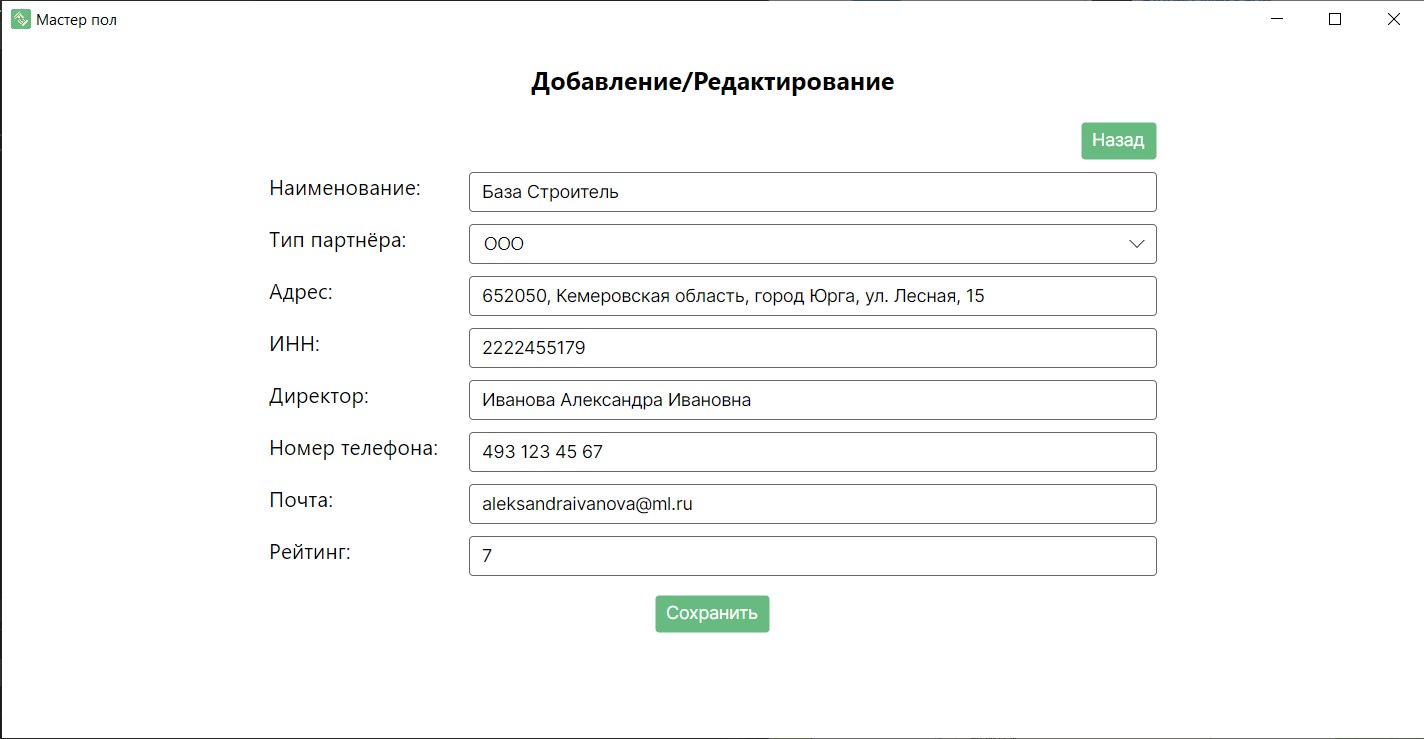 Мастер пол
Добавление/Редактирование
Назад
Наименование: База Строитель
Тип партнёра: ООО
Адрес: 652050, Кемеровская область, город Юрга, ул. Лесная, 15
ИНН: 2222455179
Директор: Иванова Александра Ивановна
Номер телефона: 493 123 45 67
Почта: aleksandraivanova@ml.ru
Рейтинг: 7
Сохранить